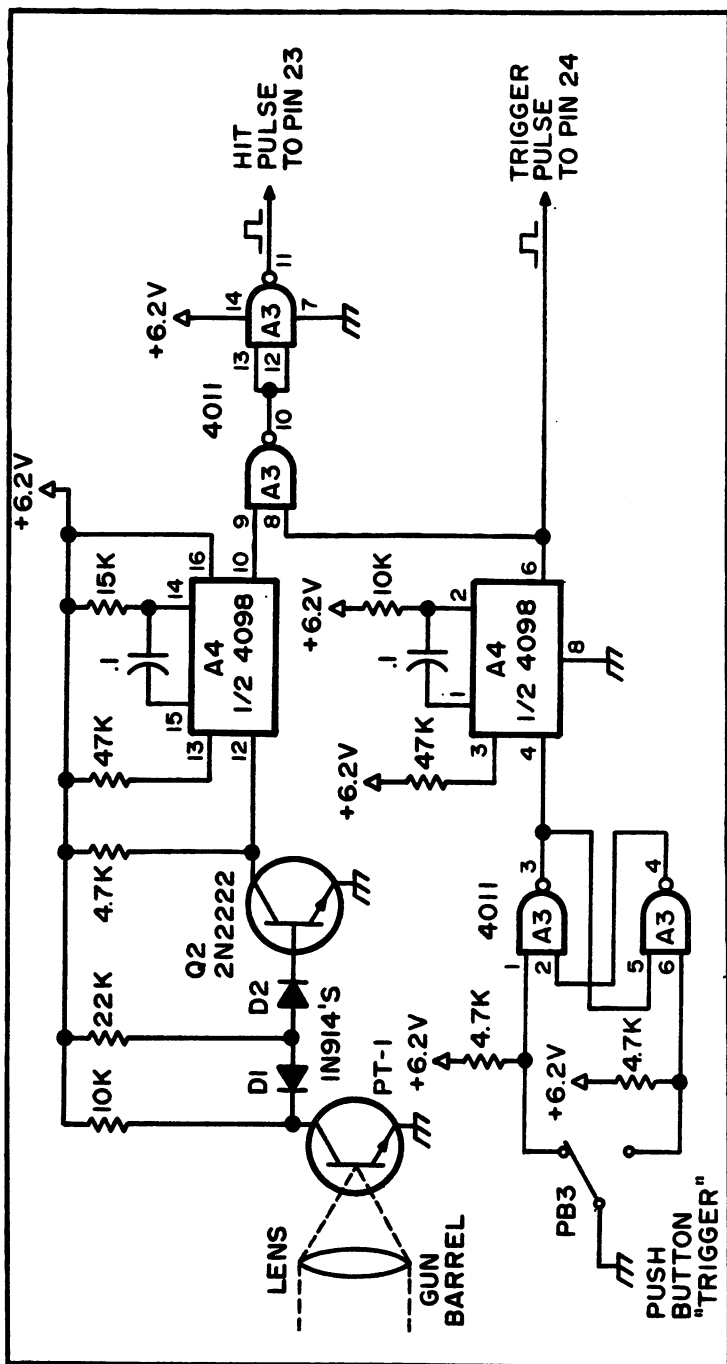 +6.2V
10K
22K
4.7K
47K
.1
15K
13
12
15
14
16
10
A4
1/2 4098
4011
9
8
A3
10
+6.2V
13
12
14
A3
7
11
HIT
PULSE
TO PIN 23
LENS
GUN
BARREL
PT-1
D1
D2
1N914'S
Q2
2N2222
+6.2V
4.7K
+6.2V
4.7K
PB3
PUSH
BUTTON
"TRIGGER"
1
2
A3
3
4011
5
6
A3
4
+6.2V
47K
.1
+6.2V
10K
3
4
1
2
A4
1/2 4098
8
6
TRIGGER
PULSE
TO PIN 24